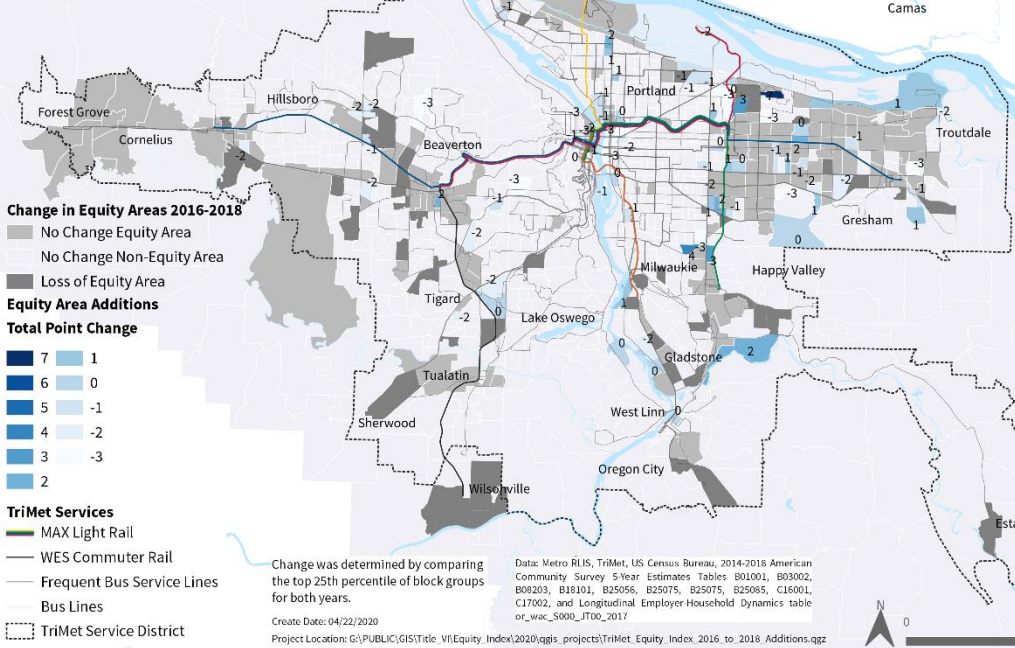 Camas
Portland
Forest Grove
Hillsboro
Cornelius
Beaverton
Troutdale
Gresham
Change in Equity Areas 2016-2018
No Change Equity Area
No Change Non-Equity Area
Loss of Equity Area
Equity Area Additions
Total Point Change
7 1
6 0
5 -1
4 -2
3 -3
2
Milwaukie
Happy Valley
Tigard
Lake Oswego
Gladstone
Tualatin
Sherwood
West Linn
Oregon City
Wilsonville
Esta
TriMet Services
MAX Light Rail
WES Commuter Rail
Frequent Bus Service Lines
Bus Lines
TriMet Service District
Change was determined by comparing
the top 25th percentile of block groups
for both years.
Create Date: 04/22/2020
Project Location: G:\PUBLIC\GIS\Title_VI\Equity_Index\2020\qgis_projects\TriMet_Equity_Index_2016_to_2018_Additions.qgz
Data: Metro RLIS, TriMet, US Census Bureau, 2014-2018 American
Community Survey 5-Year Estimates Tables B01001, B03002,
B08203, B18101, B25056, B25075, B25075, B25085, C16001,
C17002, and Longitudinal Employer-Household Dynamics table
or_wac_S000_JT00_2017
N
0